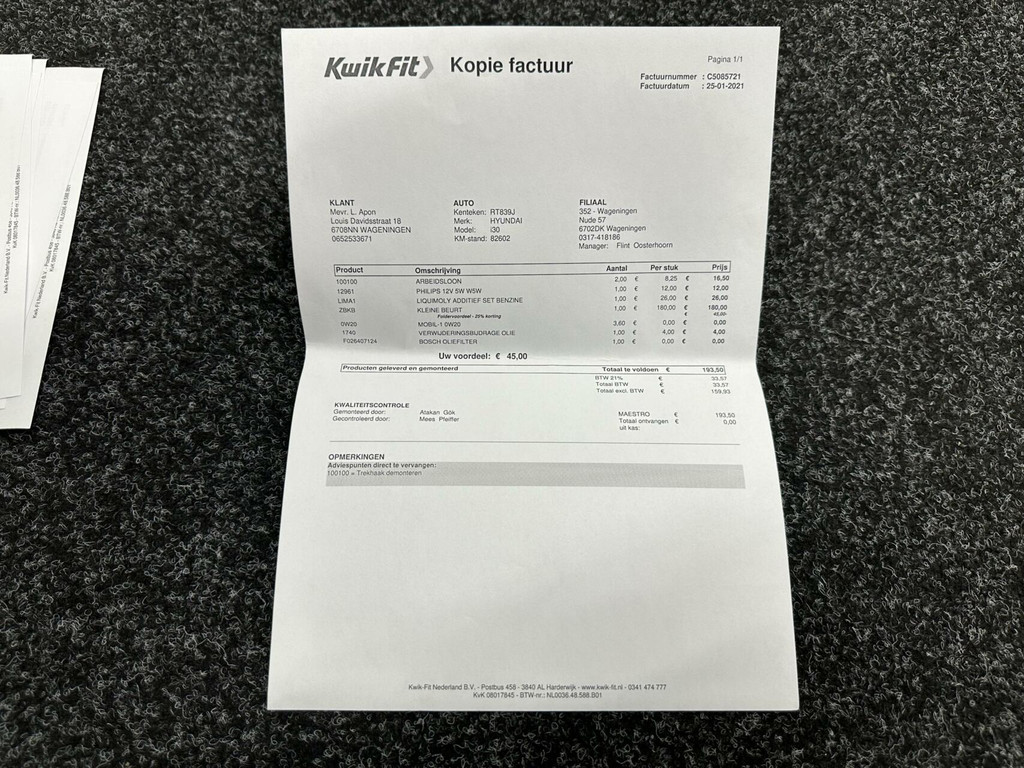 KwikFit
Kopie factuur
Pagina 1/1
Factuurnummer : C5085721
Factuurdatum : 25-01-2021
KLANT
Mevr. L. Apon
Louis Davidsstraat 18
6708NN WAGENINGEN
0652533671
AUTO
Kenteken: RT839J
Merk: HYUNDAI
Model: i30
KM-stand: 82602
FILIAAL
352 - Wageningen
Nude 57
6702DK Wageningen
0317-418186
Manager: Flint Oosterhoorn
Product Omschrijving Aantal Per stuk Prijs
100100 ARBEIDSLOON 2,00 € 8,25 € 16,50
12961 PHILIPS 12V 5W W5W 1,00 € 12,00 € 12,00
LIMA1 LIQUIMOLY ADDITIEF SET BENZINE 1,00 € 26,00 € 26,00
ZBKB KLEINE BEURT 1,00 € 180,00 € 180,00
Foldervoordeel - 25% korting € 45,00-
0W20 MOBIL-1 0W20 3,60 € 0,00 € 0,00
1740 VERWIJDERINGSBIJDRAGE OLIE 1,00 € 4,00 € 4,00
F026407124 BOSCH OLIEFILTER 1,00 € 0,00 € 0,00
Uw voordeel: € 45,00
Producten geleverd en gemonteerd Totaal te voldoen € 193,50
BTW 21% € 33,57
Totaal BTW € 33,57
Totaal excl. BTW € 159,93
KWALITEITSCONTROLE
Gemonteerd door: Atakan Gök
Gecontroleerd door: Mees Pfeiffer
MAESTRO € 193,50
Totaal ontvangen € 0,00
uit kas:
OPMERKINGEN
Adviespunten direct te vervangen:
100100 = Trekhaak demonteren
Kwik-Fit Nederland B.V. - Postbus 458 - 3840 AL Harderwijk - www.kwik-fit.nl - 0341 474 777
KvK 08017845 - BTW-nr.: NL0036.48.588.B01